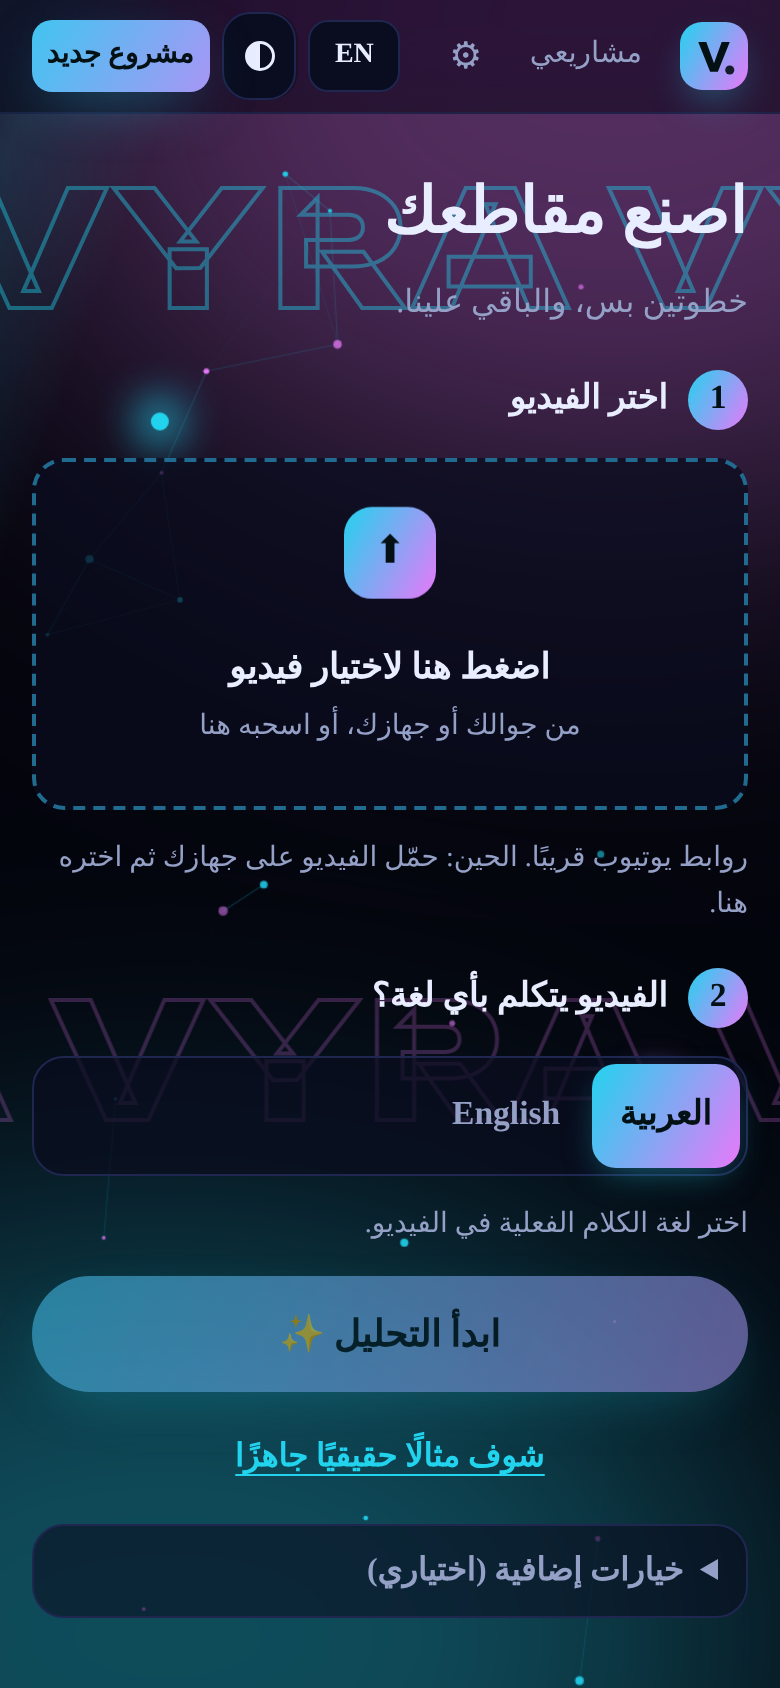 V.
مشاريعي
EN
مشروع جديد
VYRA
اصنع مقاطعك
خطوتين بس، والباقي علينا.
1
اختر الفيديو
اضغط هنا لاختيار فيديو
من جوالك أو جهازك، أو اسحبه هنا
روابط يوتيوب قريبًا. الحين: حمّل الفيديو على جهازك ثم اختره
هنا.
2
الفيديو يتكلم بأي لغة؟
VYRA
العربية
English
اختر لغة الكلام الفعلية في الفيديو.
ابدأ التحليل ✨
شوف مثالًا حقيقيًا جاهزًا
خيارات إضافية (اختياري)